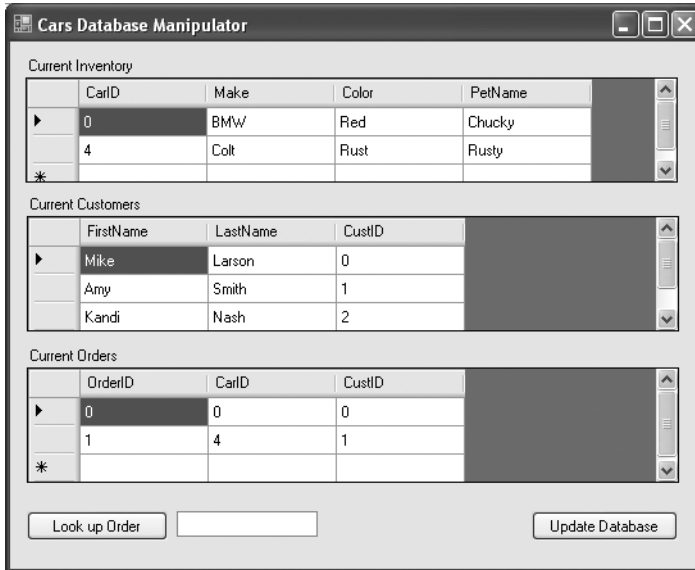 Cars Database Manipulator
Current Inventory
CarID Make Color PetName
0 BMW Red Chucky
4 Colt Rust Rusty
Current Customers
FirstName LastName CustID
Mike Larson 0
Amy Smith 1
Kandi Nash 2
Current Orders
OrderID CarID CustID
0 0 0
1 4 1
Look up Order Update Database